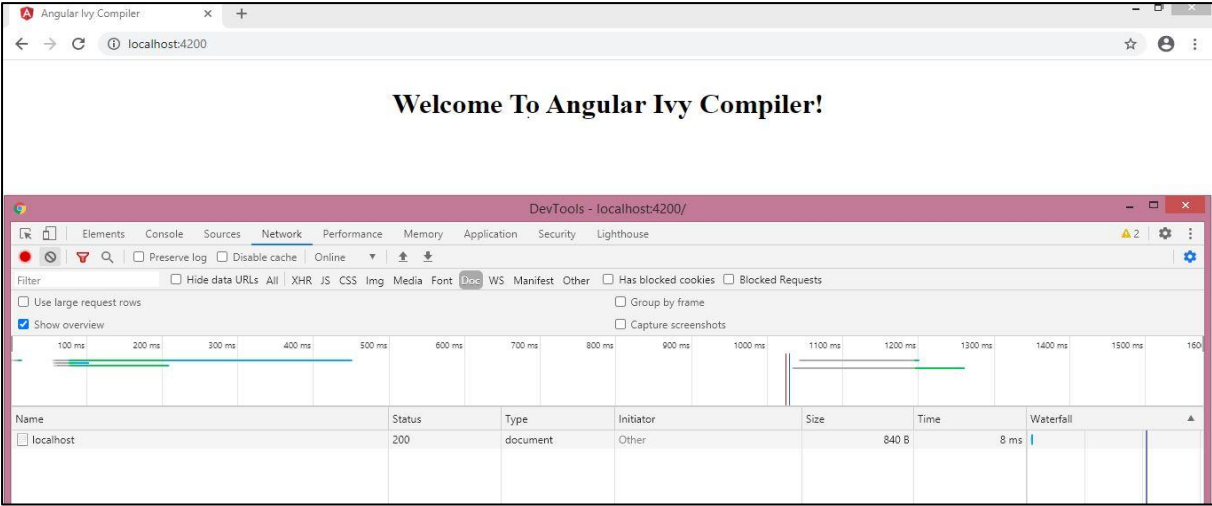 Angular Ivy Compiler
localhost:4200
Welcome To Angular Ivy Compiler!
DevTools - localhost:4200/
Elements Console Sources Network Performance Memory Application Security Lighthouse 2
Preserve log Disable cache Online
Filter Hide data URLs All XHR JS CSS Img Media Font Doc WS Manifest Other Has blocked cookies Blocked Requests
Use large request rows Group by frame
Show overview Capture screenshots
100 ms 200 ms 300 ms 400 ms 500 ms 600 ms 700 ms 800 ms 900 ms 1000 ms 1100 ms 1200 ms 1300 ms 1400 ms 1500 ms 160
Name Status Type Initiator Size Time Waterfall
localhost 200 document Other 840 B 8 ms